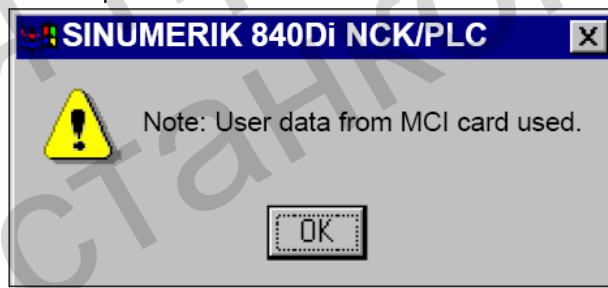 SINUMERIK 840Di NCK/PLC
Note: User data from MCI card used.
OK